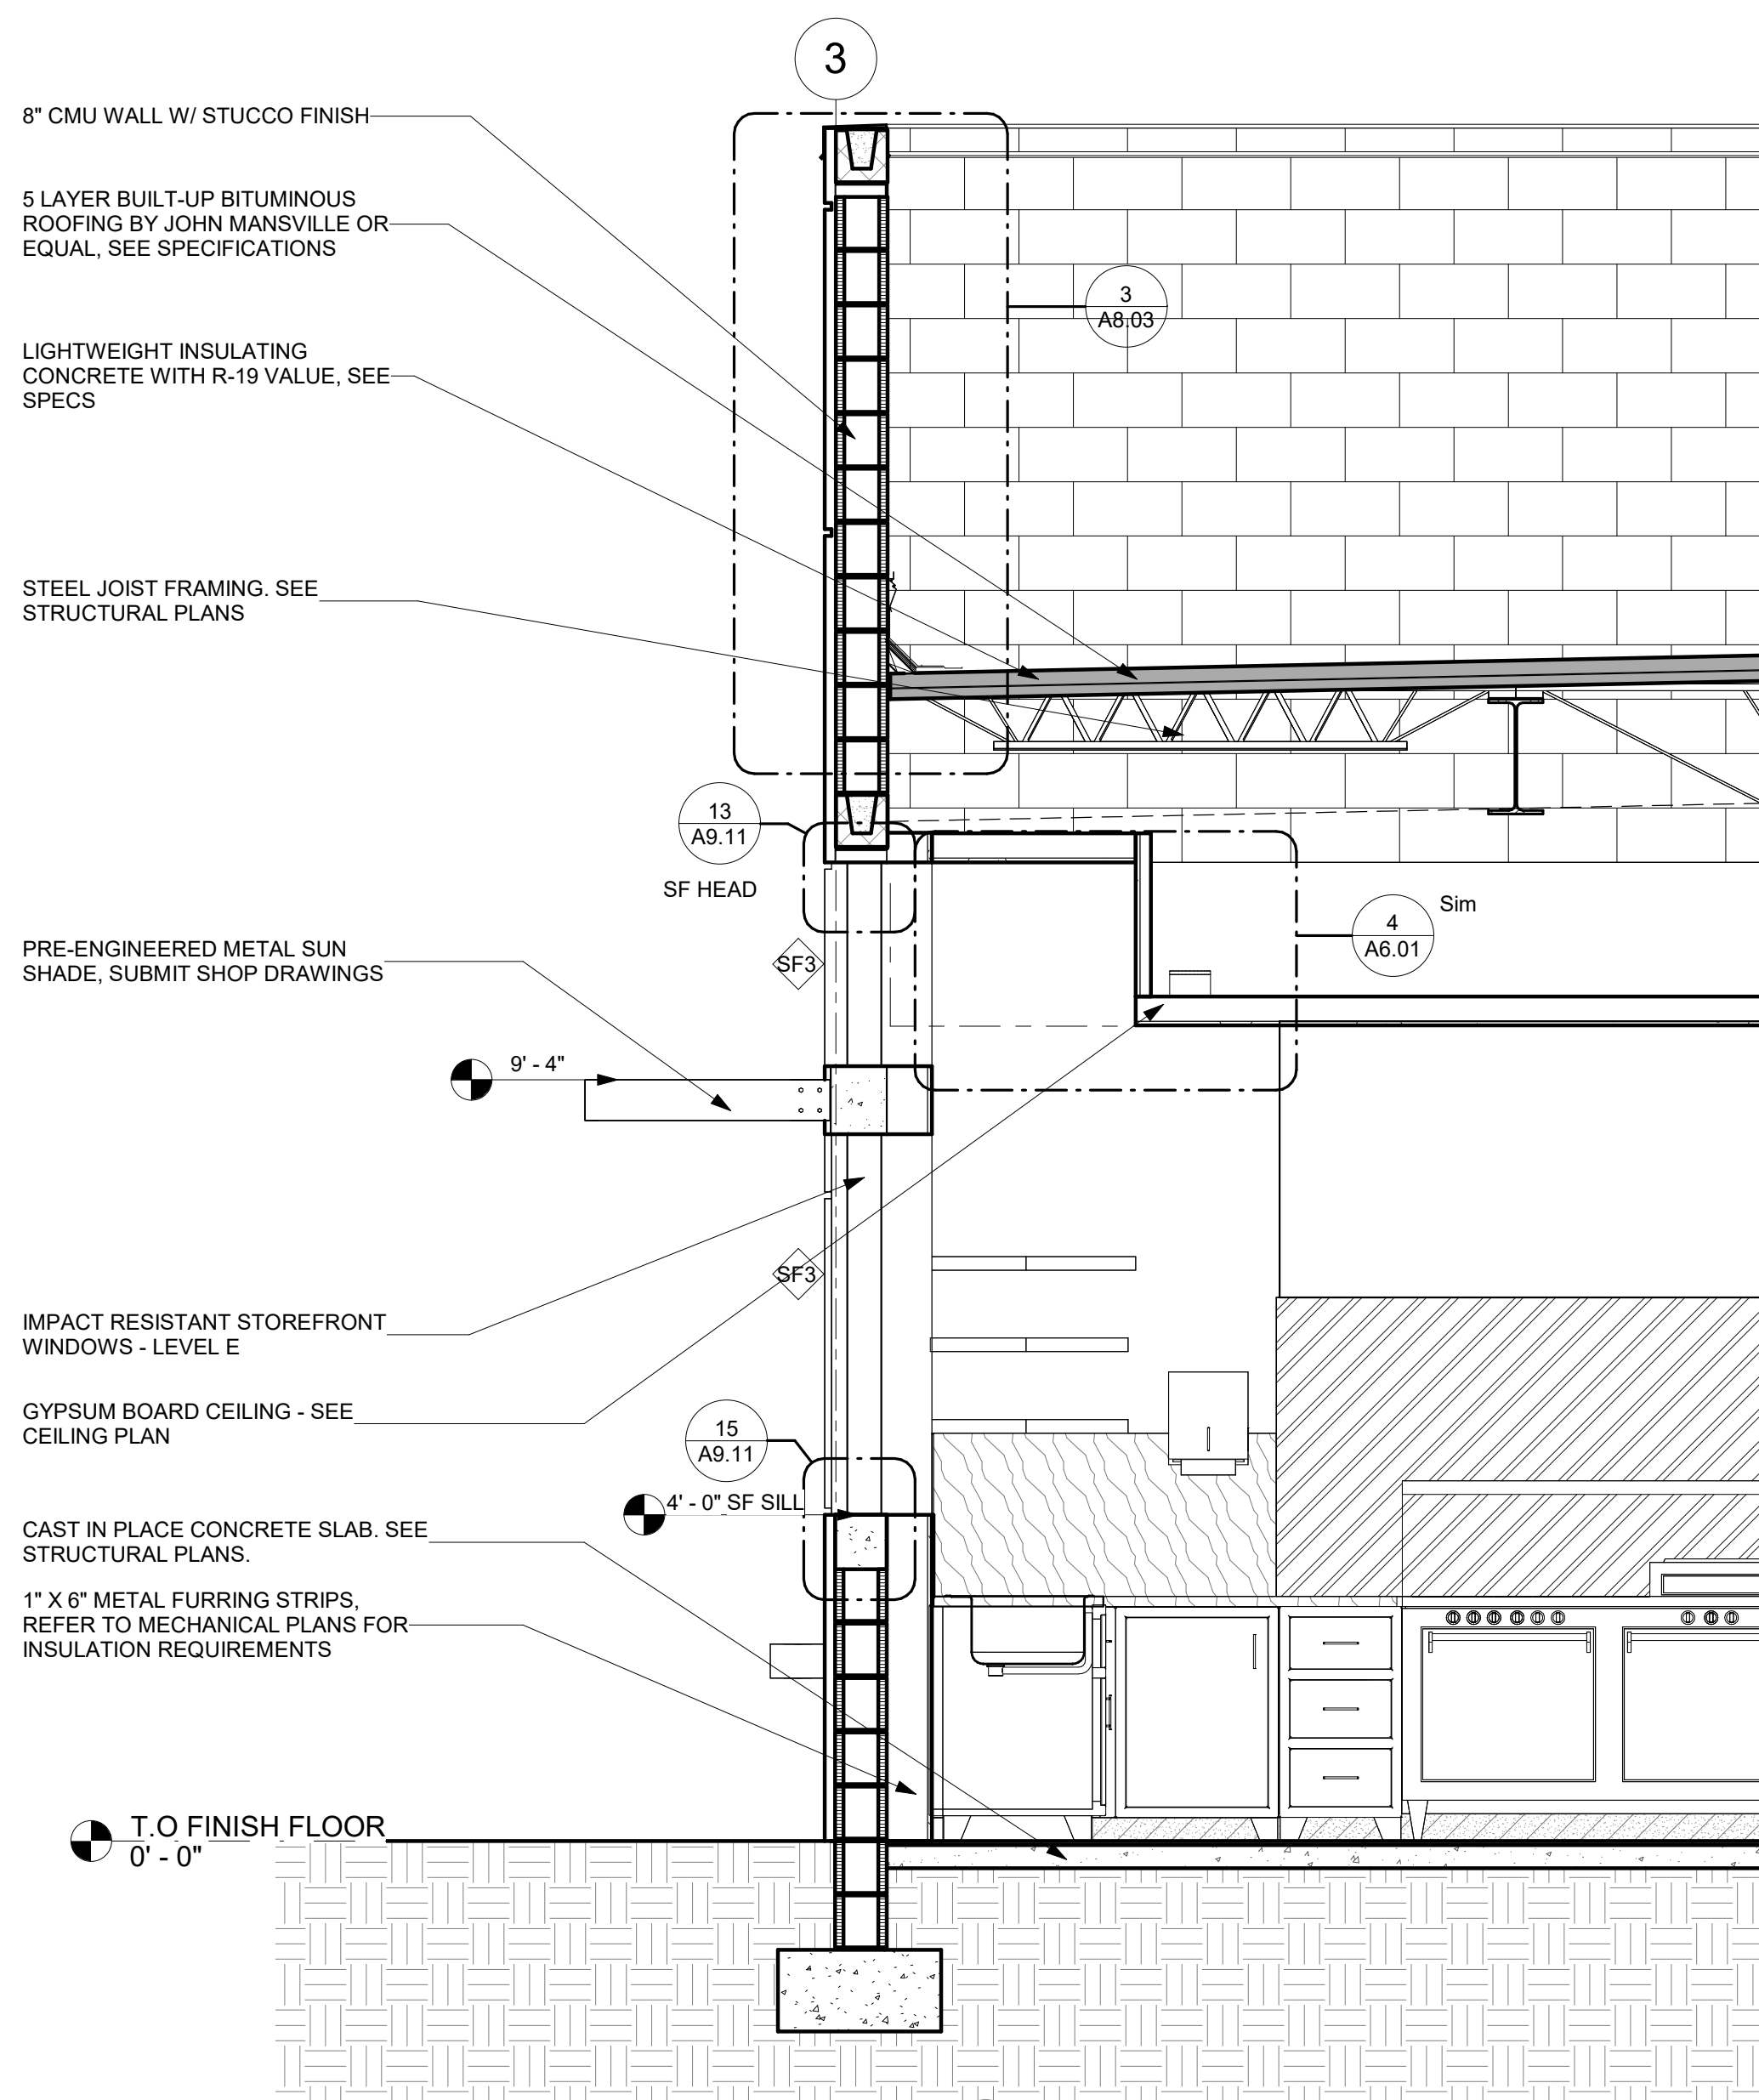 3
8" CMU WALL W/ STUCCO FINISH
5 LAYER BUILT-UP BITUMINOUS
ROOFING BY JOHN MANSVILLE OR
EQUAL, SEE SPECIFICATIONS
3
A8.03
LIGHTWEIGHT INSULATING
CONCRETE WITH R-19 VALUE, SEE
SPECS
STEEL JOIST FRAMING. SEE
STRUCTURAL PLANS
13
A9.11
SF HEAD
4
A6.01
Sim
PRE-ENGINEERED METAL SUN
SHADE, SUBMIT SHOP DRAWINGS
SF3
9' - 4"
SF3
IMPACT RESISTANT STOREFRONT
WINDOWS - LEVEL E
GYPSUM BOARD CEILING - SEE
CEILING PLAN
15
A9.11
4' - 0" SF SILL
CAST IN PLACE CONCRETE SLAB. SEE
STRUCTURAL PLANS.
1" X 6" METAL FURRING STRIPS,
REFER TO MECHANICAL PLANS FOR
INSULATION REQUIREMENTS
T.O FINISH FLOOR
0' - 0"